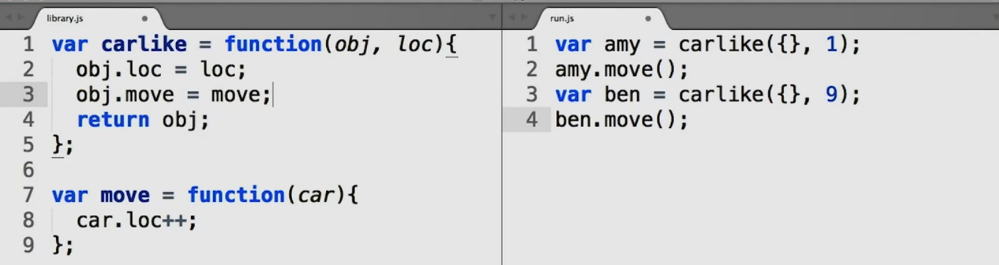 library.js
1 var carlike = function(obj, loc){
2   obj.loc = loc;
3   obj.move = move;
4   return obj;
5 };
6
7 var move = function(car){
8   car.loc++;
9 };
run.js
1 var amy = carlike({}, 1);
2 amy.move();
3 var ben = carlike({}, 9);
4 ben.move();